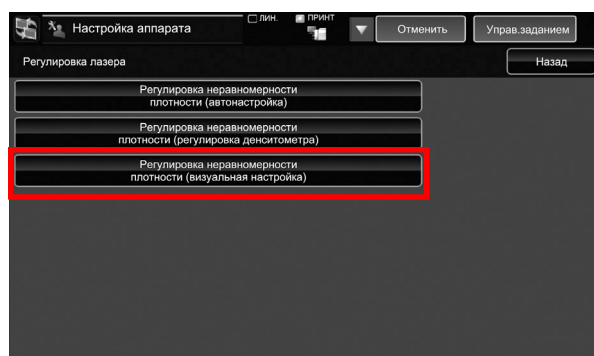 Настройка аппарата
ЛИН.
ПРИНТ
Отменить
Управ.заданием
Регулировка лазера
Назад
Регулировка неравномерности
плотности (автонастройка)
Регулировка неравномерности
плотности (регулировка денситометра)
Регулировка неравномерности
плотности (визуальная настройка)